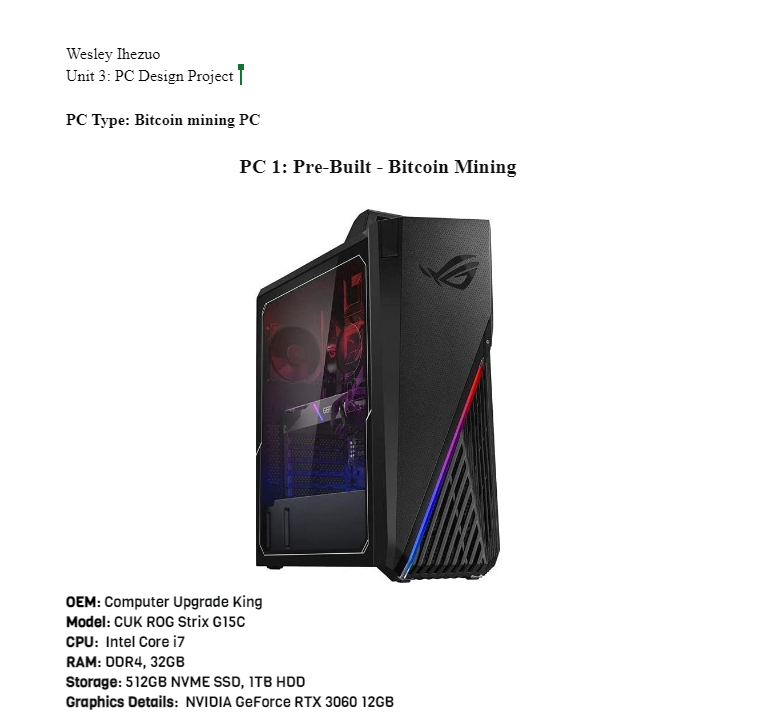 Wesley Ihezuo
Unit 3: PC Design Project
PC Type: Bitcoin mining PC
PC 1: Pre-Built - Bitcoin Mining
OEM: Computer Upgrade King
Model: CUK ROG Strix G15C
CPU: Intel Core i7
RAM: DDR4, 32GB
Storage: 512GB NVME SSD, 1TB HDD
Graphics Details: NVIDIA GeForce RTX 3060 12GB